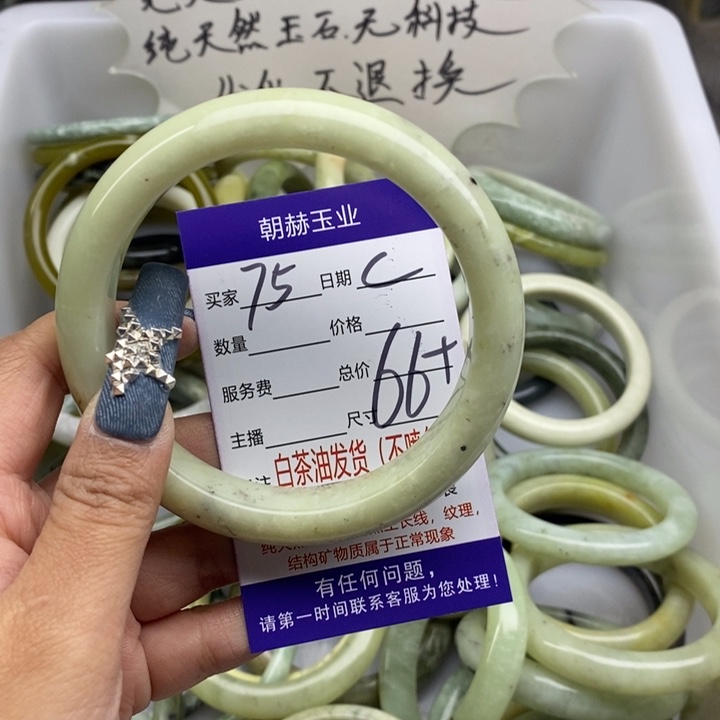 纯天然玉石.无科技
不退换
朝赫玉业
买家 75 日期 C
数量 价格
服务费 总价 66+
主播 尺寸
白茶油发货（不
纹理，
结构矿物质属于正常现象
有任何问题，
请第一时间联系客服为您处理！